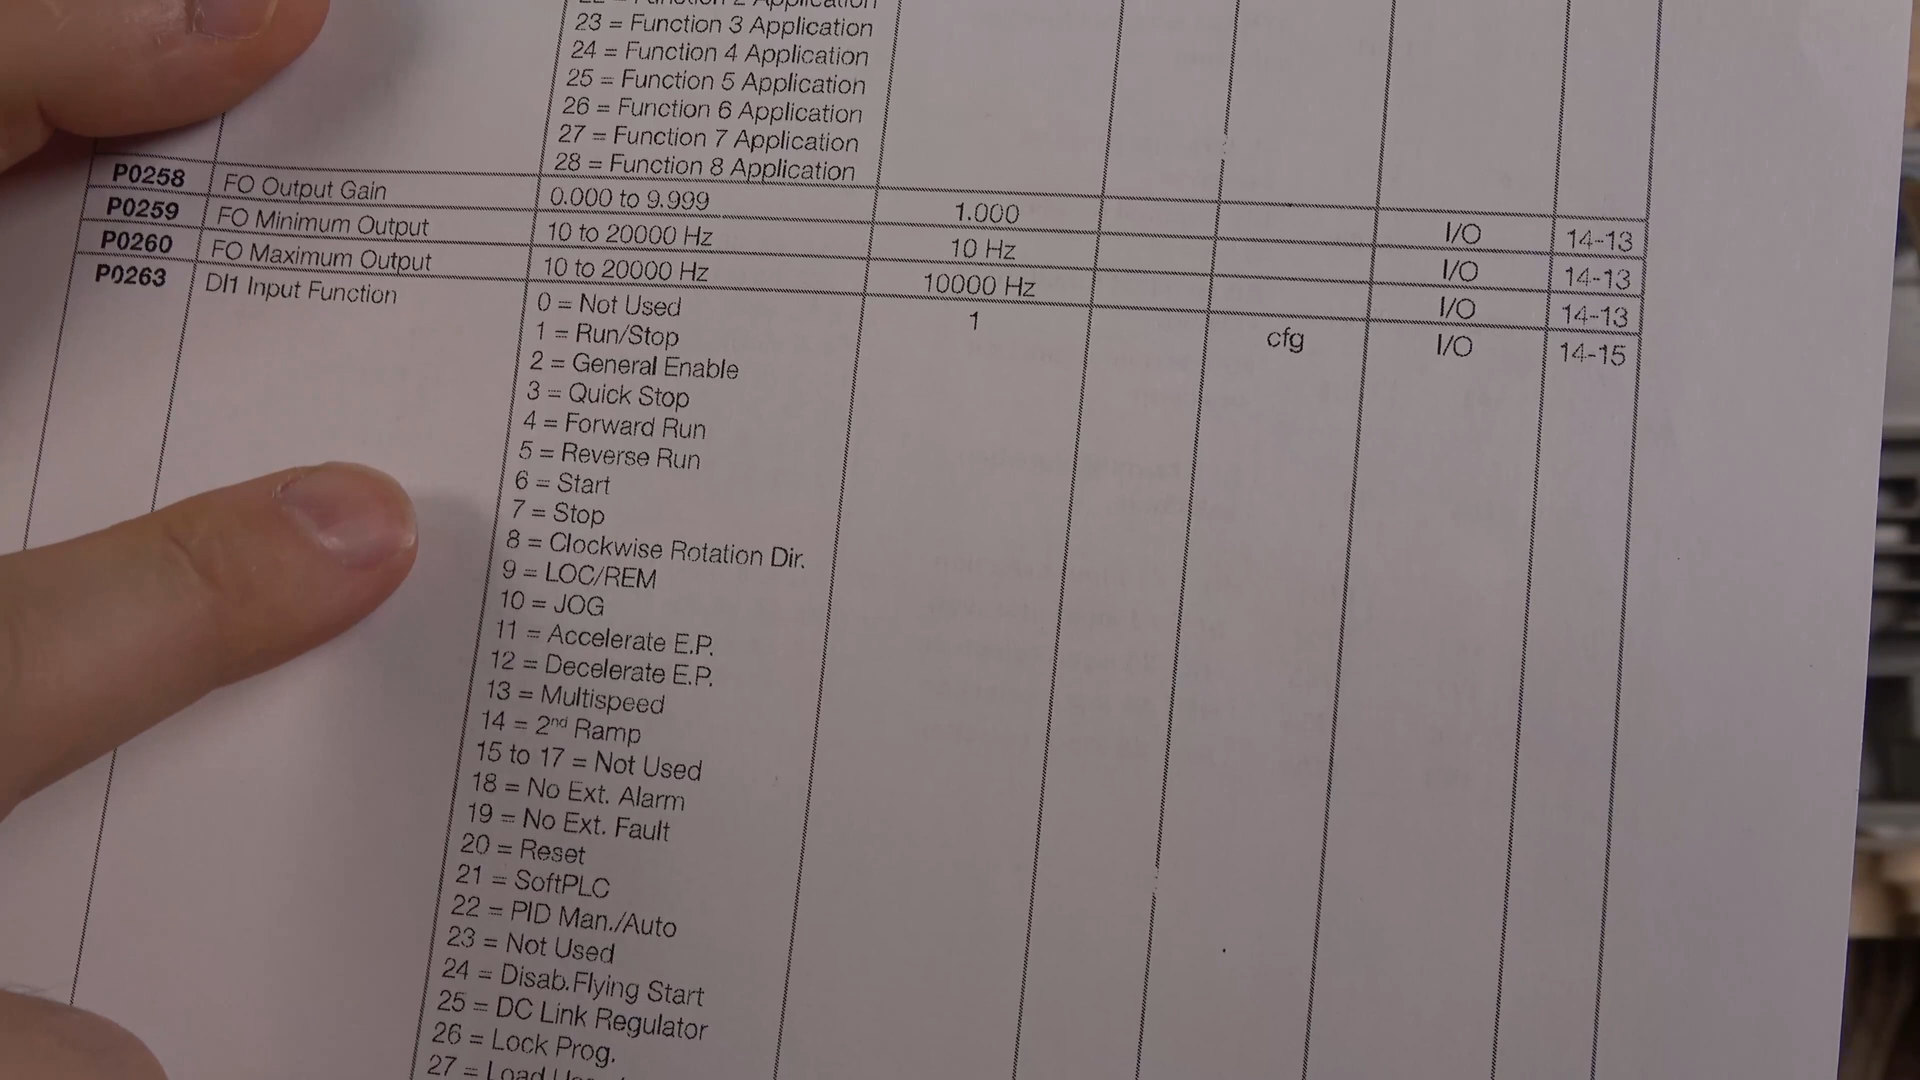 22 = Function 2 Application
23 = Function 3 Application
24 = Function 4 Application
25 = Function 5 Application
26 = Function 6 Application
27 = Function 7 Application
28 = Function 8 Application
P0258 FO Output Gain 0.000 to 9.999 1.000 I/O 14-13
P0259 FO Minimum Output 10 to 20000 Hz 10 Hz I/O 14-13
P0260 FO Maximum Output 10 to 20000 Hz 10000 Hz I/O 14-13
P0263 DI1 Input Function 0 = Not Used 1 cfg I/O 14-15
1 = Run/Stop
2 = General Enable
3 = Quick Stop
4 = Forward Run
5 = Reverse Run
6 = Start
7 = Stop
8 = Clockwise Rotation Dir.
9 = LOC/REM
10 = JOG
11 = Accelerate E.P.
12 = Decelerate E.P.
13 = Multispeed
14 = 2nd Ramp
15 to 17 = Not Used
18 = No Ext. Alarm
19 = No Ext. Fault
20 = Reset
21 = SoftPLC
22 = PID Man./Auto
23 = Not Used
24 = Disab.Flying Start
25 = DC Link Regulator
26 = Lock Prog.
27 = Load